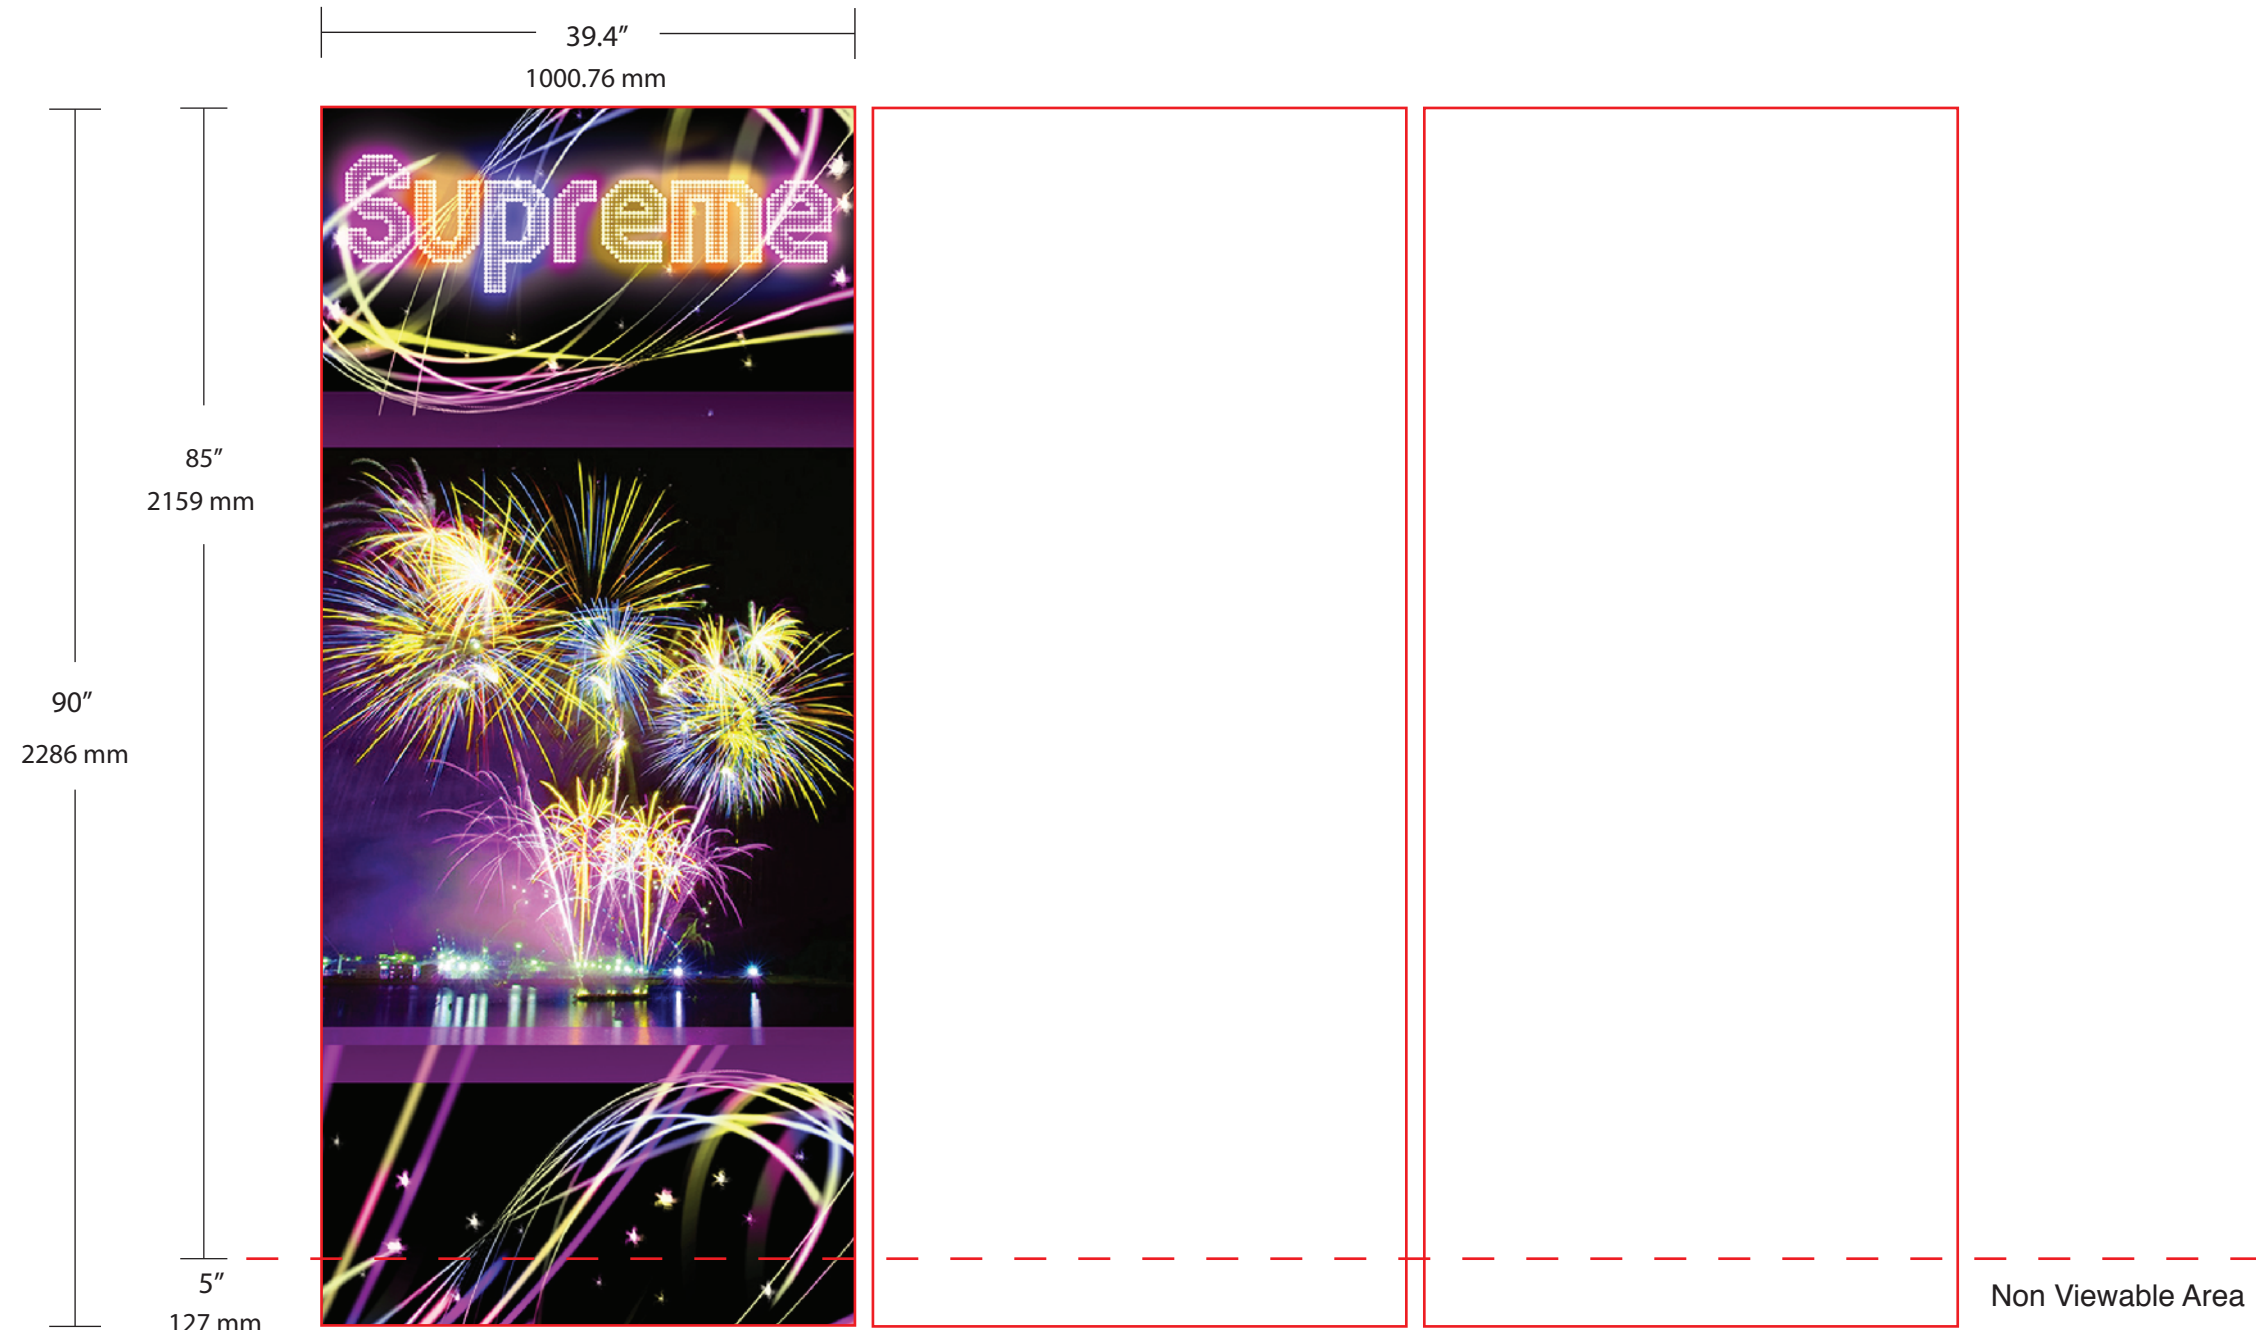 39.4”
1000.76 mm
Supreme
85”
2159 mm
90”
2286 mm
5”
127 mm
Non Viewable Area